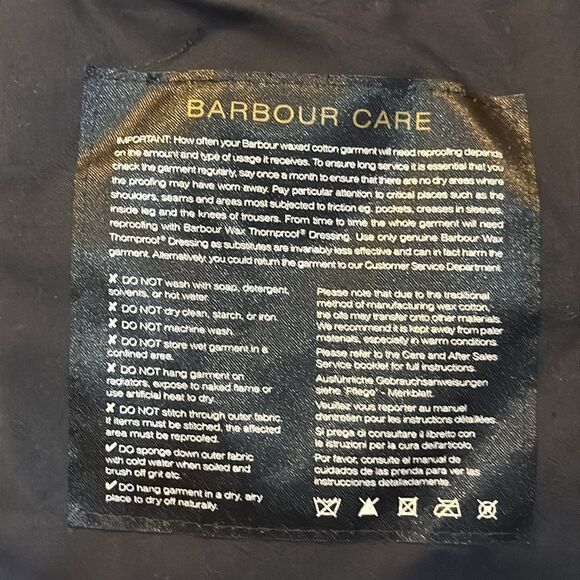 BARBOUR CARE
IMPORTANT: How often your Barbour waxed cotton garment will need reproofing depends
on the amount and type of usage it receives. To ensure long service it is essential that you
check the garment regularly, say once a month to ensure that there are no dry areas where
the proofing may have worn away. Pay particular attention to critical places such as the
shoulders, seams and areas most subjected to friction eg. pockets, creases in sleeves,
inside leg and the knees of trousers. From time to time the whole garment will need
reproofing with Barbour Wax Thornproof® Dressing. Use only genuine Barbour Wax
Thornproof® Dressing as substitutes are invariably less effective and can in fact harm the
garment. Alternatively, you could return the garment to our Customer Service Department
✘ DO NOT wash with soap, detergent,
solvents, or hot water.
✘ DO NOT dry clean, starch, or iron.
✘ DO NOT machine wash.
✘ DO NOT store wet garment in a
confined area.
✘ DO NOT hang garment on
radiators, expose to naked flame or
use artificial heat to dry.
✘ DO NOT stitch through outer fabric
If items must be stitched, the affected
area must be reproofed.
✔ DO sponge down outer fabric
with cold water when soiled and
brush off grit etc.
✔ DO hang garment in a dry, airy
place to dry off naturally.
Please note that due to the traditional
method of manufacturing wax cotton,
the oils may transfer onto other materials.
We recommend it is kept away from paler
materials, especially in warm conditions
Please refer to the Care and After Sales
Service booklet for full instructions.
Ausführliche Gebrauchsanweisungen
siehe 'Pflege' - Merkblatt.
Veuillez vous reporter au manuel
d'entretien pour les instructions détaillées.
Si prega di consultare il libretto con
le istruzioni per la cura dell'articolo.
Por favor, consulte el manual de
cuidados de las prenda para ver las
instrucciones detalladamente.